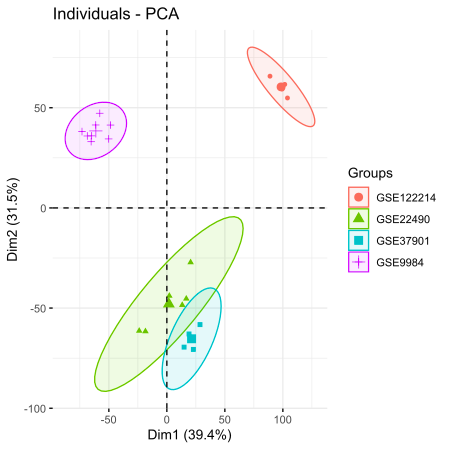 Individuals - PCA
50
0
-50
-100
Dim2 (31.5%)
-50
0
50
100
Dim1 (39.4%)
Groups
GSE122214
GSE22490
GSE37901
GSE9984